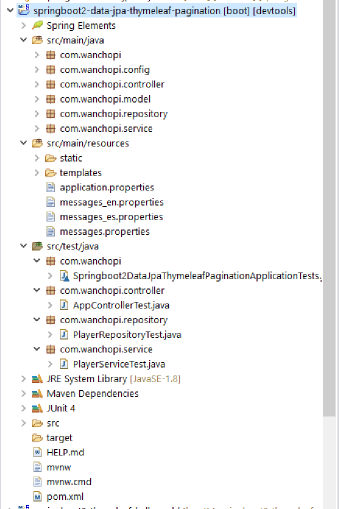 springboot2-data-jpa-thymeleaf-pagination [boot] [devtools]
Spring Elements
src/main/java
com.wanchopi
com.wanchopi.config
com.wanchopi.controller
com.wanchopi.model
com.wanchopi.repository
com.wanchopi.service
src/main/resources
static
templates
application.properties
messages_en.properties
messages_es.properties
messages.properties
src/test/java
com.wanchopi
Springboot2DataJpaThymeleafPaginationApplicationTests.
com.wanchopi.controller
AppControllerTest.java
com.wanchopi.repository
PlayerRepositoryTest.java
com.wanchopi.service
PlayerServiceTest.java
JRE System Library [JavaSE-1.8]
Maven Dependencies
JUnit 4
src
target
HELP.md
mvnw
mvnw.cmd
pom.xml